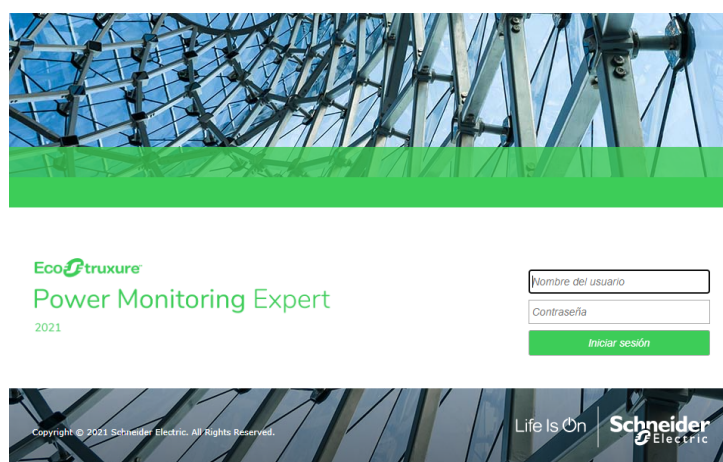 EcoStruxure™
Power Monitoring Expert
2021
Nombre del usuario
Contraseña
Iniciar sesión
Copyright © 2021 Schneider Electric. All Rights Reserved.
Life Is On
Schneider
Electric